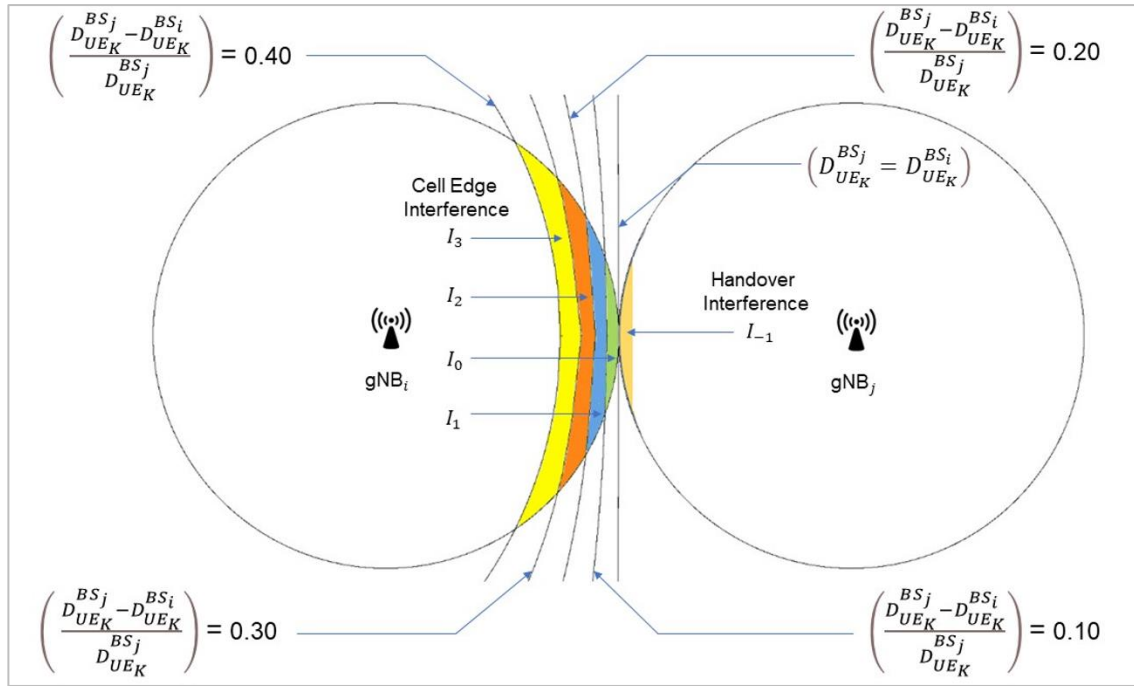 (D_{UE_K}^{BS_j} − D_{UE_K}^{BS_i} / D_{UE_K}^{BS_j}) = 0.40
(D_{UE_K}^{BS_j} − D_{UE_K}^{BS_i} / D_{UE_K}^{BS_j}) = 0.20
(D_{UE_K}^{BS_j} = D_{UE_K}^{BS_i})
Cell Edge
Interference
I_3
I_2
I_0
I_1
Handover
Interference
I_{−1}
gNB_i
gNB_j
(D_{UE_K}^{BS_j} − D_{UE_K}^{BS_i} / D_{UE_K}^{BS_j}) = 0.30
(D_{UE_K}^{BS_j} − D_{UE_K}^{BS_i} / D_{UE_K}^{BS_j}) = 0.10